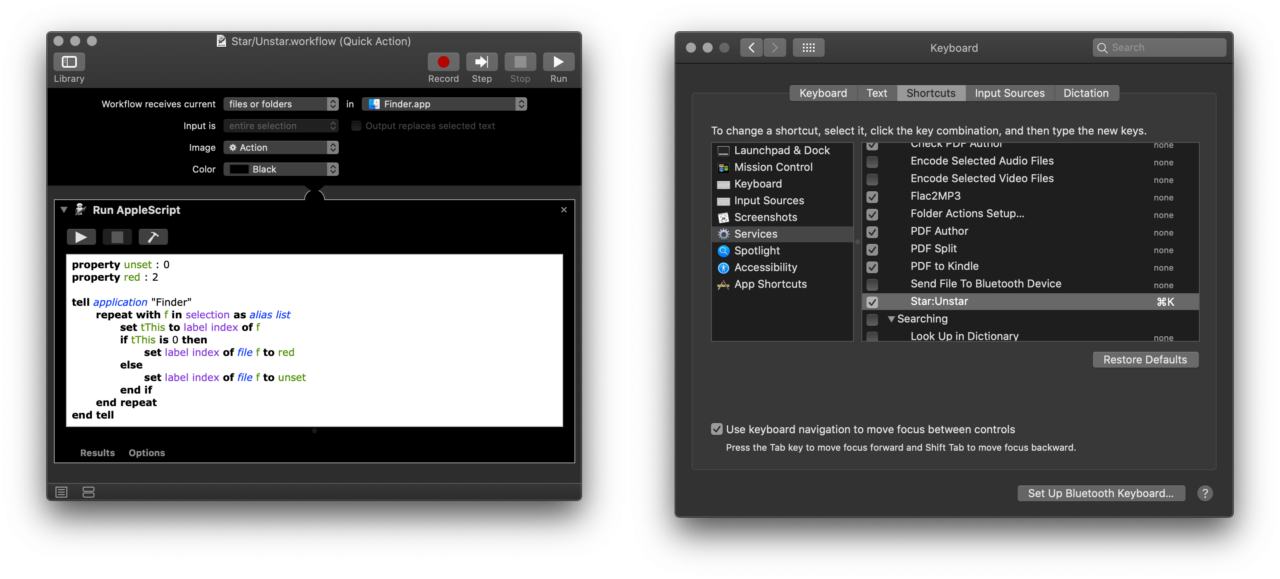 Star/Unstar.workflow (Quick Action)
Library
Record Step Stop Run
Workflow receives current files or folders in Finder.app
Input is entire selection Output replaces selected text
Image Action
Color Black
Run AppleScript
property unset : 0
property red : 2
tell application "Finder"
repeat with f in selection as alias list
set tThis to label index of f
if tThis is 0 then
set label index of file f to red
else
set label index of file f to unset
end if
end repeat
end tell
Results Options
Keyboard
Search
Keyboard Text Shortcuts Input Sources Dictation
To change a shortcut, select it, click the key combination, and then type the new keys.
Launchpad & Dock
Mission Control
Keyboard
Input Sources
Screenshots
Services
Spotlight
Accessibility
App Shortcuts
Check PDF Author none
Encode Selected Audio Files none
Encode Selected Video Files none
Flac2MP3 none
Folder Actions Setup... none
PDF Author none
PDF Split none
PDF to Kindle none
Send File To Bluetooth Device none
Star:Unstar ⌘K
Searching
Look Up in Dictionary none
Restore Defaults
Use keyboard navigation to move focus between controls
Press the Tab key to move focus forward and Shift Tab to move focus backward.
Set Up Bluetooth Keyboard... ?